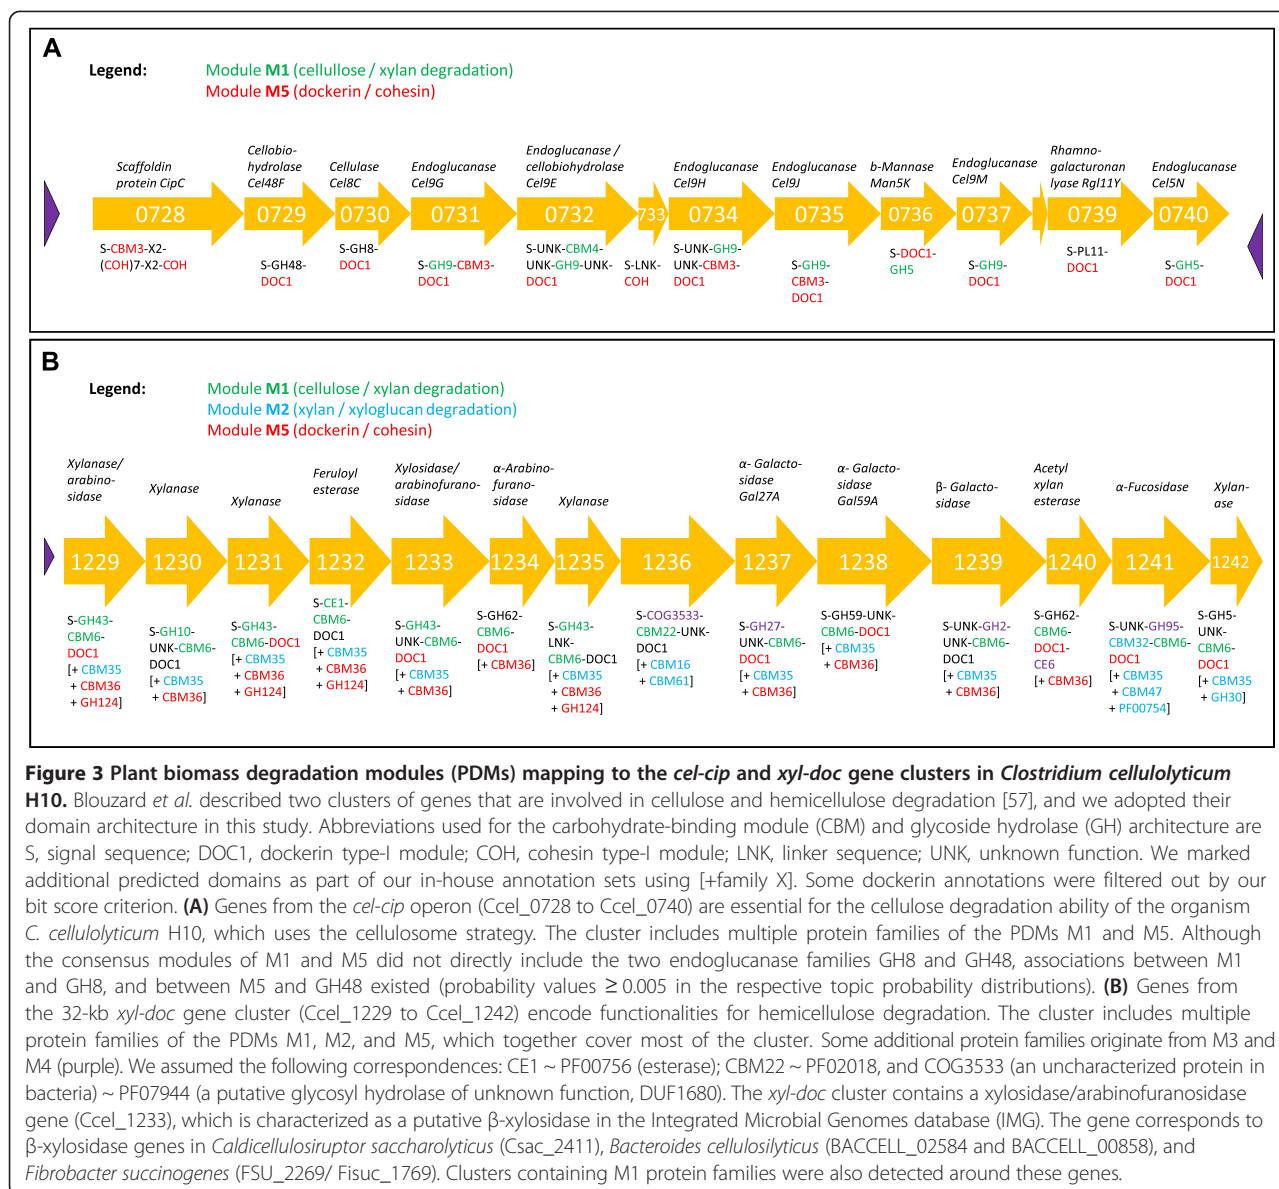 A
Legend: Module M1 (cellullose / xylan degradation)
Module M5 (dockerin / cohesin)
Scaffoldin
protein CipC
Cellobio-
hydrolase
Cel48F
Cellulase
Cel8C
Endoglucanase
Cel9G
Endoglucanase /
cellobiohydrolase
Cel9E
Endoglucanase
Cel9H
Endoglucanase
Cel9J
b-Mannase
Man5K
Endoglucanase
Cel9M
Rhamno-
galacturonan
lyase Rgl11Y
Endoglucanase
Cel5N
0728 0729 0730 0731 0732 733 0734 0735 0736 0737 0739 0740
S-CBM3-X2-
(COH)7-X2-COH
S-GH48-
DOC1
S-GH8-
DOC1
S-GH9-CBM3-
DOC1
S-UNK-CBM4-
UNK-GH9-UNK-
DOC1
S-LNK-
COH
S-UNK-GH9-
UNK-CBM3-
DOC1
S-GH9-
CBM3-
DOC1
S-DOC1-
GH5
S-GH9-
DOC1
S-PL11-
DOC1
S-GH5-
DOC1
B
Legend: Module M1 (cellulose / xylan degradation)
Module M2 (xylan / xyloglucan degradation)
Module M5 (dockerin / cohesin)
Xylanase/
arabino-
sidase
Xylanase
Xylanase
Feruloyl
esterase
Xylosidase/
arabinofurano-
sidase
α-Arabino-
furano-
sidase
Xylanase
α- Galacto-
sidase
Gal27A
α- Galacto-
sidase
Gal59A
β- Galacto-
sidase
Acetyl
xylan
esterase
α-Fucosidase
Xylan-
ase
1229 1230 1231 1232 1233 1234 1235 1236 1237 1238 1239 1240 1241 1242
S-GH43-
CBM6-
DOC1
[+ CBM35
+ CBM36
+ GH124]
S-GH10-
UNK-CBM6-
DOC1
[+ CBM35
+ CBM36]
S-GH43-
CBM6-DOC1
[+ CBM35
+ CBM36
+ GH124]
S-CE1-
CBM6-
DOC1
[+ CBM35
+ CBM36
+ GH124]
S-GH43-
UNK-CBM6-
DOC1
[+ CBM35
+ CBM36]
S-GH62-
CBM6-
DOC1
[+ CBM36]
S-GH43-
LNK-
CBM6-DOC1
[+ CBM35
+ CBM36
+ GH124]
S-COG3533-
CBM22-UNK-
DOC1
[+ CBM16
+ CBM61]
S-GH27-
UNK-CBM6-
DOC1
[+ CBM35
+ CBM36]
S-GH59-UNK-
CBM6-DOC1
[+ CBM35
+ CBM36]
S-UNK-GH2-
UNK-CBM6-
DOC1
[+ CBM35
+ CBM36]
S-GH62-
CBM6-
DOC1-
CE6
[+ CBM36]
S-UNK-GH95-
CBM32-CBM6-
DOC1
[+ CBM35
+ CBM47
+ PF00754]
S-GH5-
UNK-
CBM6-
DOC1
[+ CBM35
+ GH30]
Figure 3 Plant biomass degradation modules (PDMs) mapping to the cel-cip and xyl-doc gene clusters in Clostridium cellulolyticum
H10. Blouzard et al. described two clusters of genes that are involved in cellulose and hemicellulose degradation [57], and we adopted their
domain architecture in this study. Abbreviations used for the carbohydrate-binding module (CBM) and glycoside hydrolase (GH) architecture are
S, signal sequence; DOC1, dockerin type-I module; COH, cohesin type-I module; LNK, linker sequence; UNK, unknown function. We marked
additional predicted domains as part of our in-house annotation sets using [+family X]. Some dockerin annotations were filtered out by our
bit score criterion. (A) Genes from the cel-cip operon (Ccel_0728 to Ccel_0740) are essential for the cellulose degradation ability of the organism
C. cellulolyticum H10, which uses the cellulosome strategy. The cluster includes multiple protein families of the PDMs M1 and M5. Although
the consensus modules of M1 and M5 did not directly include the two endoglucanase families GH8 and GH48, associations between M1
and GH8, and between M5 and GH48 existed (probability values ≥ 0.005 in the respective topic probability distributions). (B) Genes from
the 32-kb xyl-doc gene cluster (Ccel_1229 to Ccel_1242) encode functionalities for hemicellulose degradation. The cluster includes multiple
protein families of the PDMs M1, M2, and M5, which together cover most of the cluster. Some additional protein families originate from M3 and
M4 (purple). We assumed the following correspondences: CE1 ~ PF00756 (esterase); CBM22 ~ PF02018, and COG3533 (an uncharacterized protein in
bacteria) ~ PF07944 (a putative glycosyl hydrolase of unknown function, DUF1680). The xyl-doc cluster contains a xylosidase/arabinofuranosidase
gene (Ccel_1233), which is characterized as a putative β-xylosidase in the Integrated Microbial Genomes database (IMG). The gene corresponds to
β-xylosidase genes in Caldicellulosiruptor saccharolyticus (Csac_2411), Bacteroides cellulosilyticus (BACCELL_02584 and BACCELL_00858), and
Fibrobacter succinogenes (FSU_2269/ Fisuc_1769). Clusters containing M1 protein families were also detected around these genes.